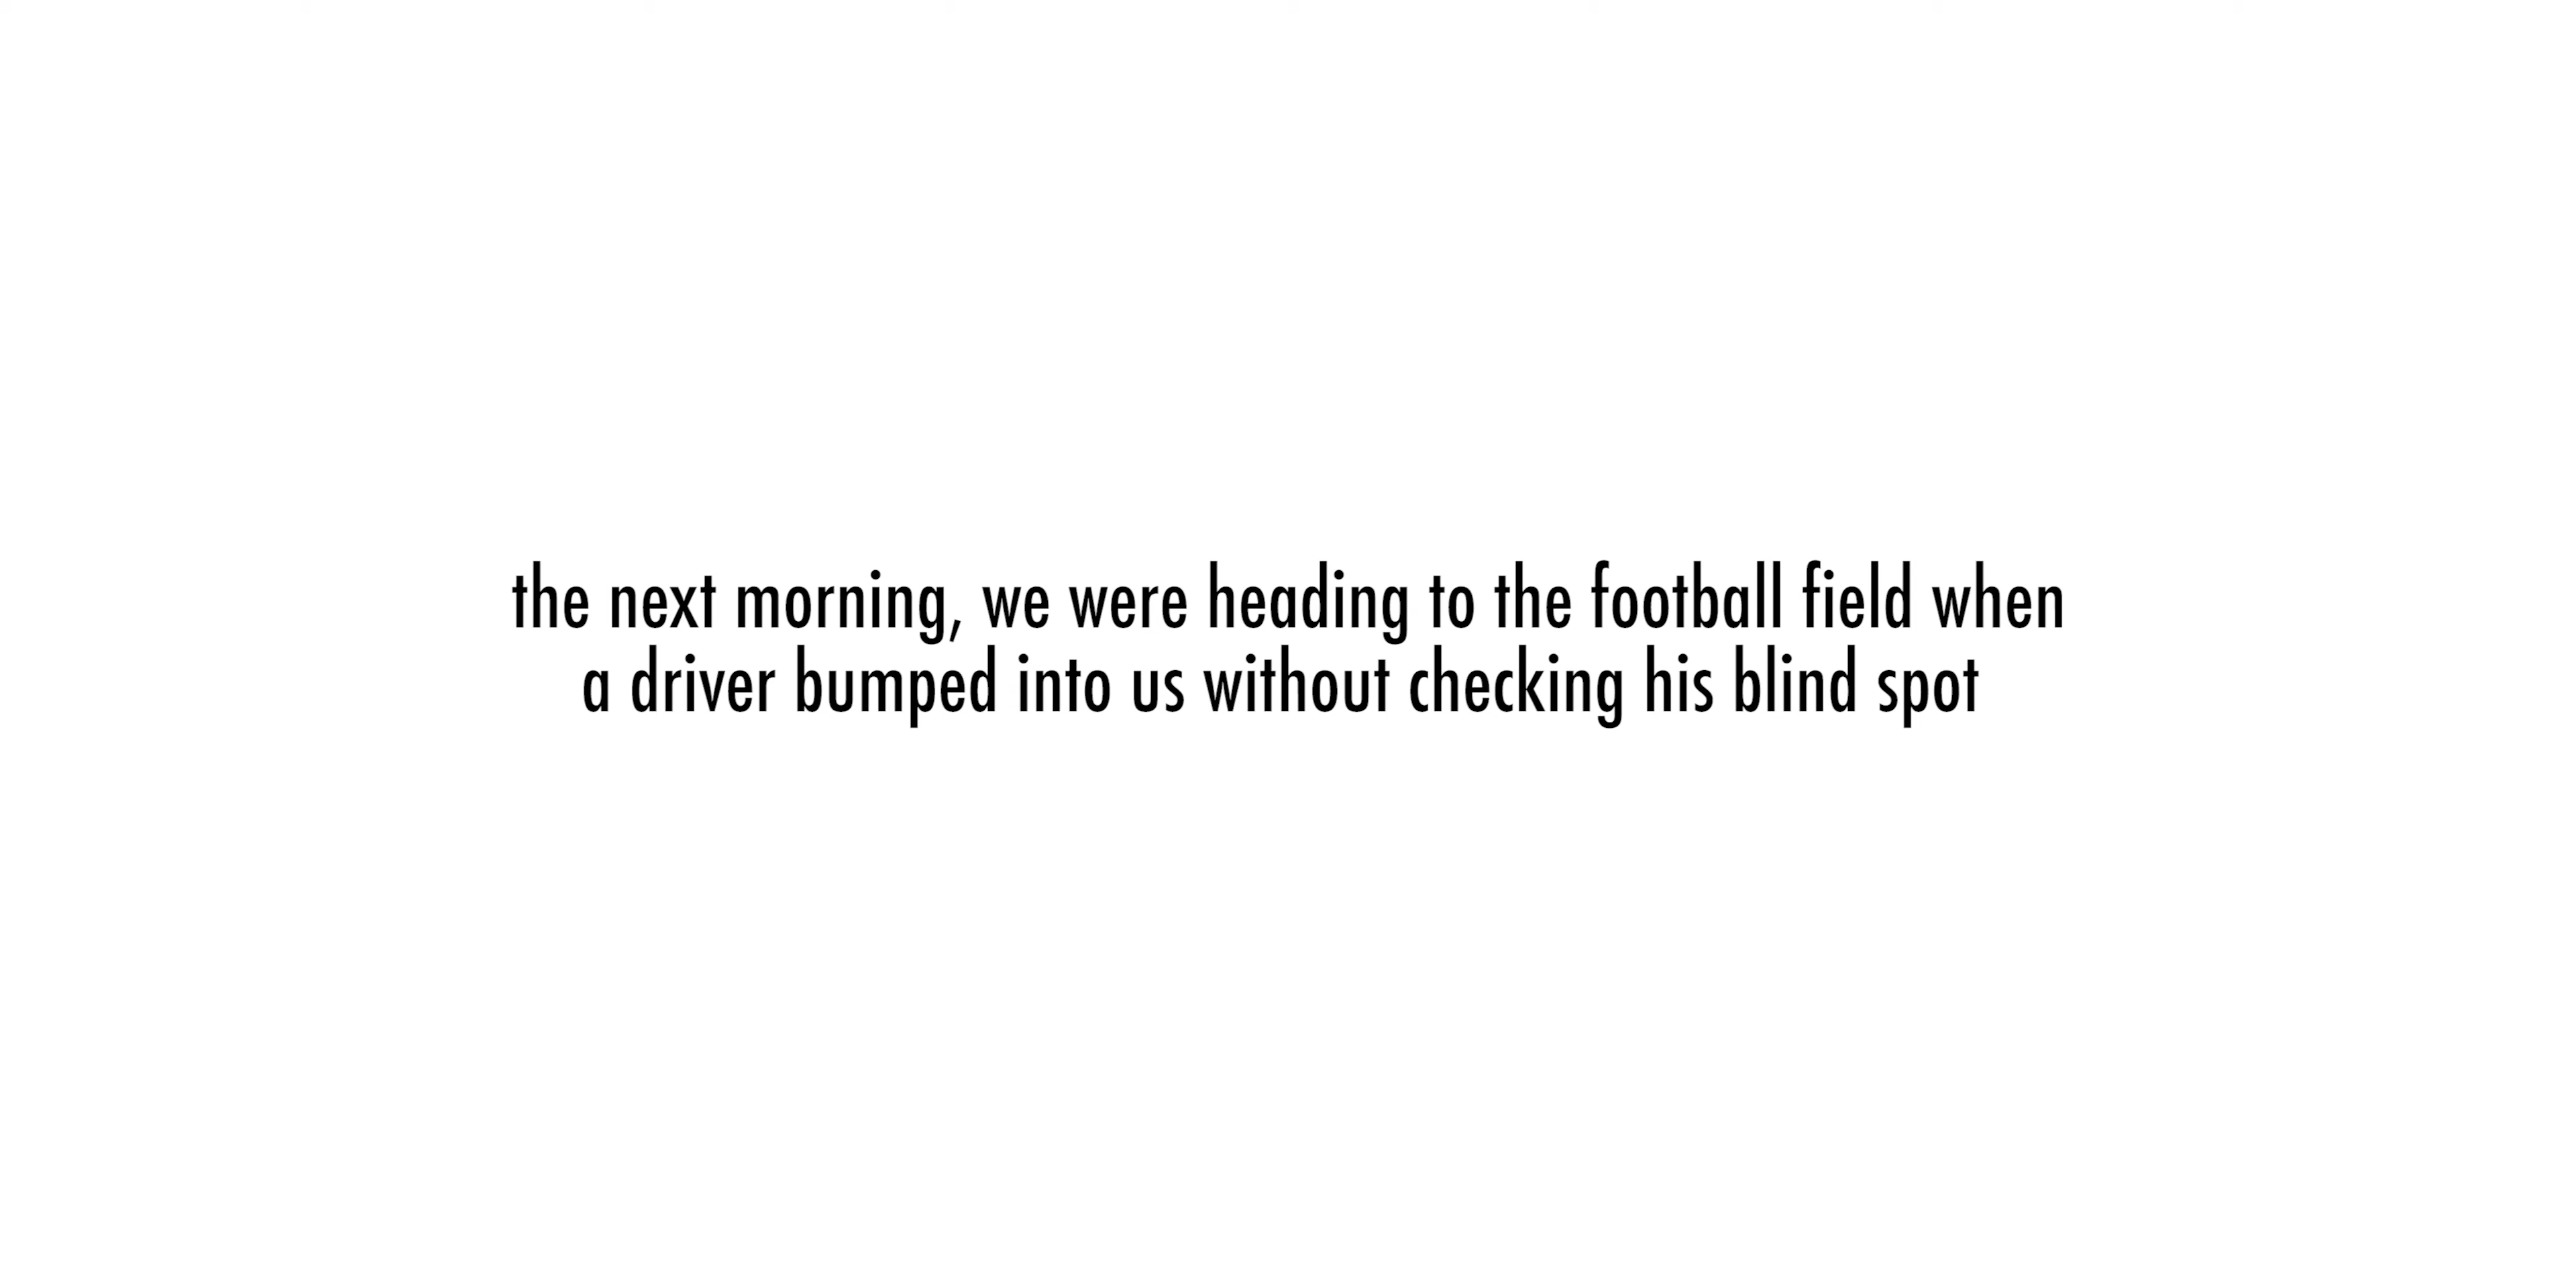 the next morning, we were heading to the football field when
a driver bumped into us without checking his blind spot